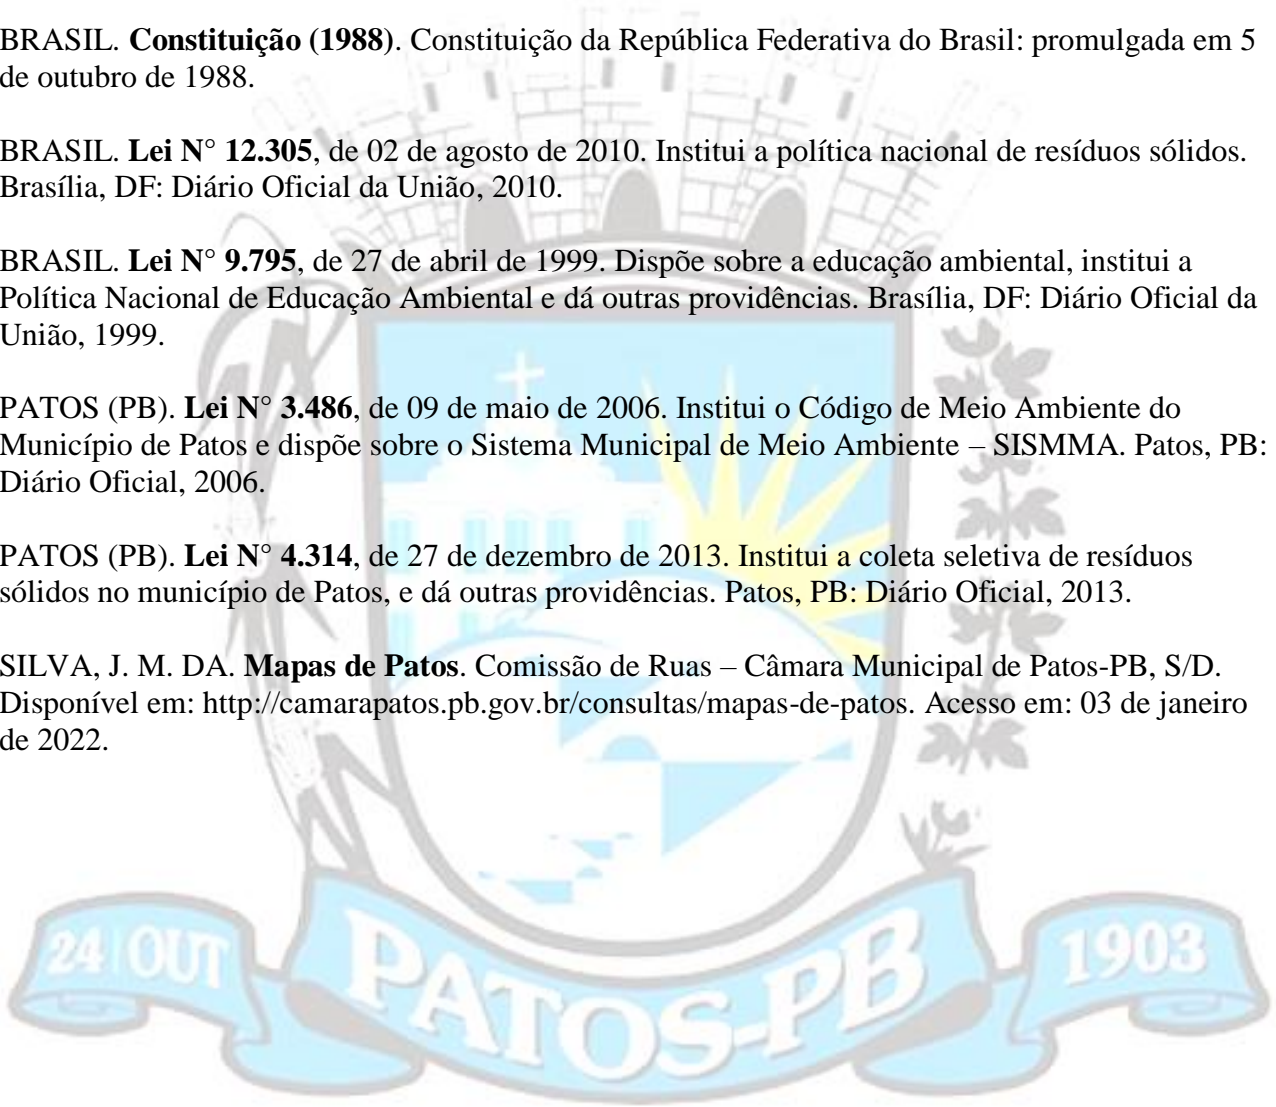 BRASIL. Constituição (1988). Constituição da República Federativa do Brasil: promulgada em 5
de outubro de 1988.
BRASIL. Lei N° 12.305, de 02 de agosto de 2010. Institui a política nacional de resíduos sólidos.
Brasília, DF: Diário Oficial da União, 2010.
BRASIL. Lei N° 9.795, de 27 de abril de 1999. Dispõe sobre a educação ambiental, institui a
Política Nacional de Educação Ambiental e dá outras providências. Brasília, DF: Diário Oficial da
União, 1999.
PATOS (PB). Lei N° 3.486, de 09 de maio de 2006. Institui o Código de Meio Ambiente do
Município de Patos e dispõe sobre o Sistema Municipal de Meio Ambiente – SISMMA. Patos, PB:
Diário Oficial, 2006.
PATOS (PB). Lei N° 4.314, de 27 de dezembro de 2013. Institui a coleta seletiva de resíduos
sólidos no município de Patos, e dá outras providências. Patos, PB: Diário Oficial, 2013.
SILVA, J. M. DA. Mapas de Patos. Comissão de Ruas – Câmara Municipal de Patos-PB, S/D.
Disponível em: http://camarapatos.pb.gov.br/consultas/mapas-de-patos. Acesso em: 03 de janeiro
de 2022.
24 OUT PATOS-PB 1903